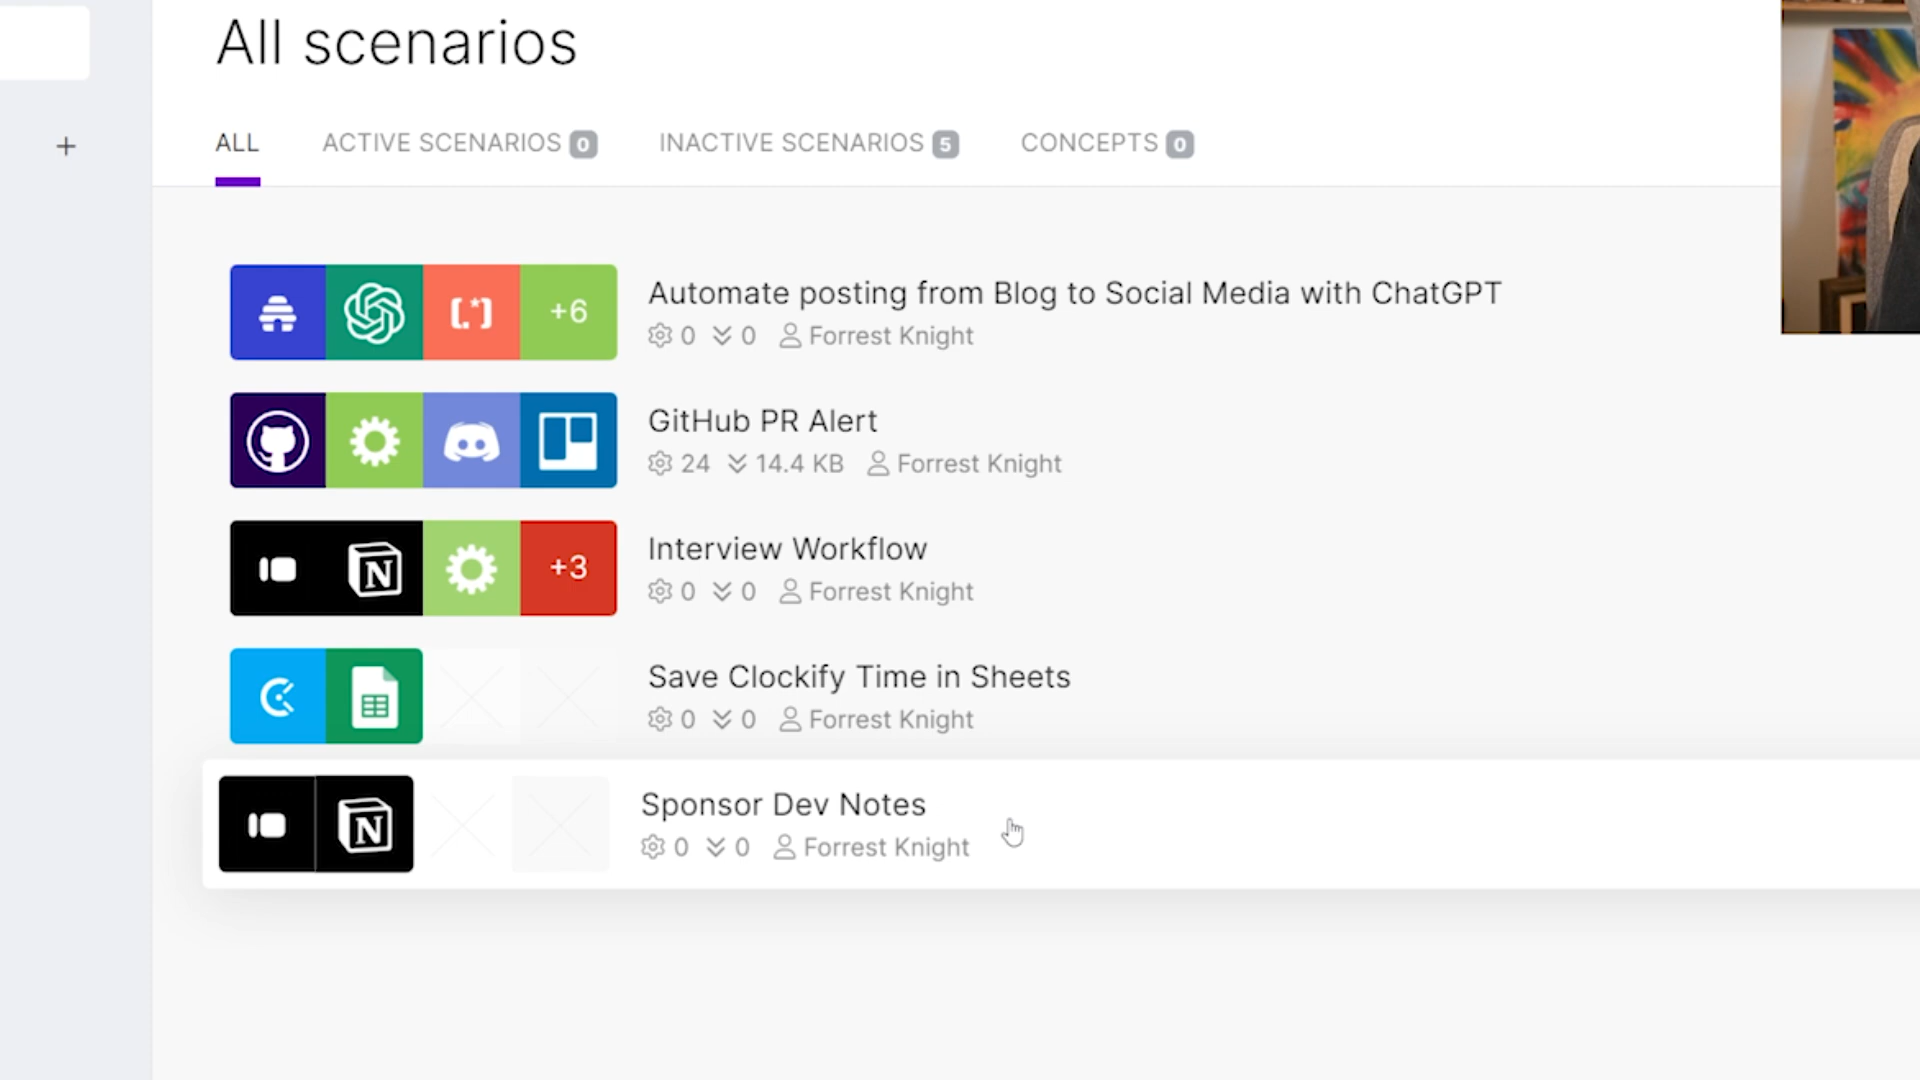 All scenarios
ALL
ACTIVE SCENARIOS 0
INACTIVE SCENARIOS 5
CONCEPTS 0
+6
Automate posting from Blog to Social Media with ChatGPT
0 0 Forrest Knight
GitHub PR Alert
24 14.4 KB Forrest Knight
+3
Interview Workflow
0 0 Forrest Knight
Save Clockify Time in Sheets
0 0 Forrest Knight
Sponsor Dev Notes
0 0 Forrest Knight